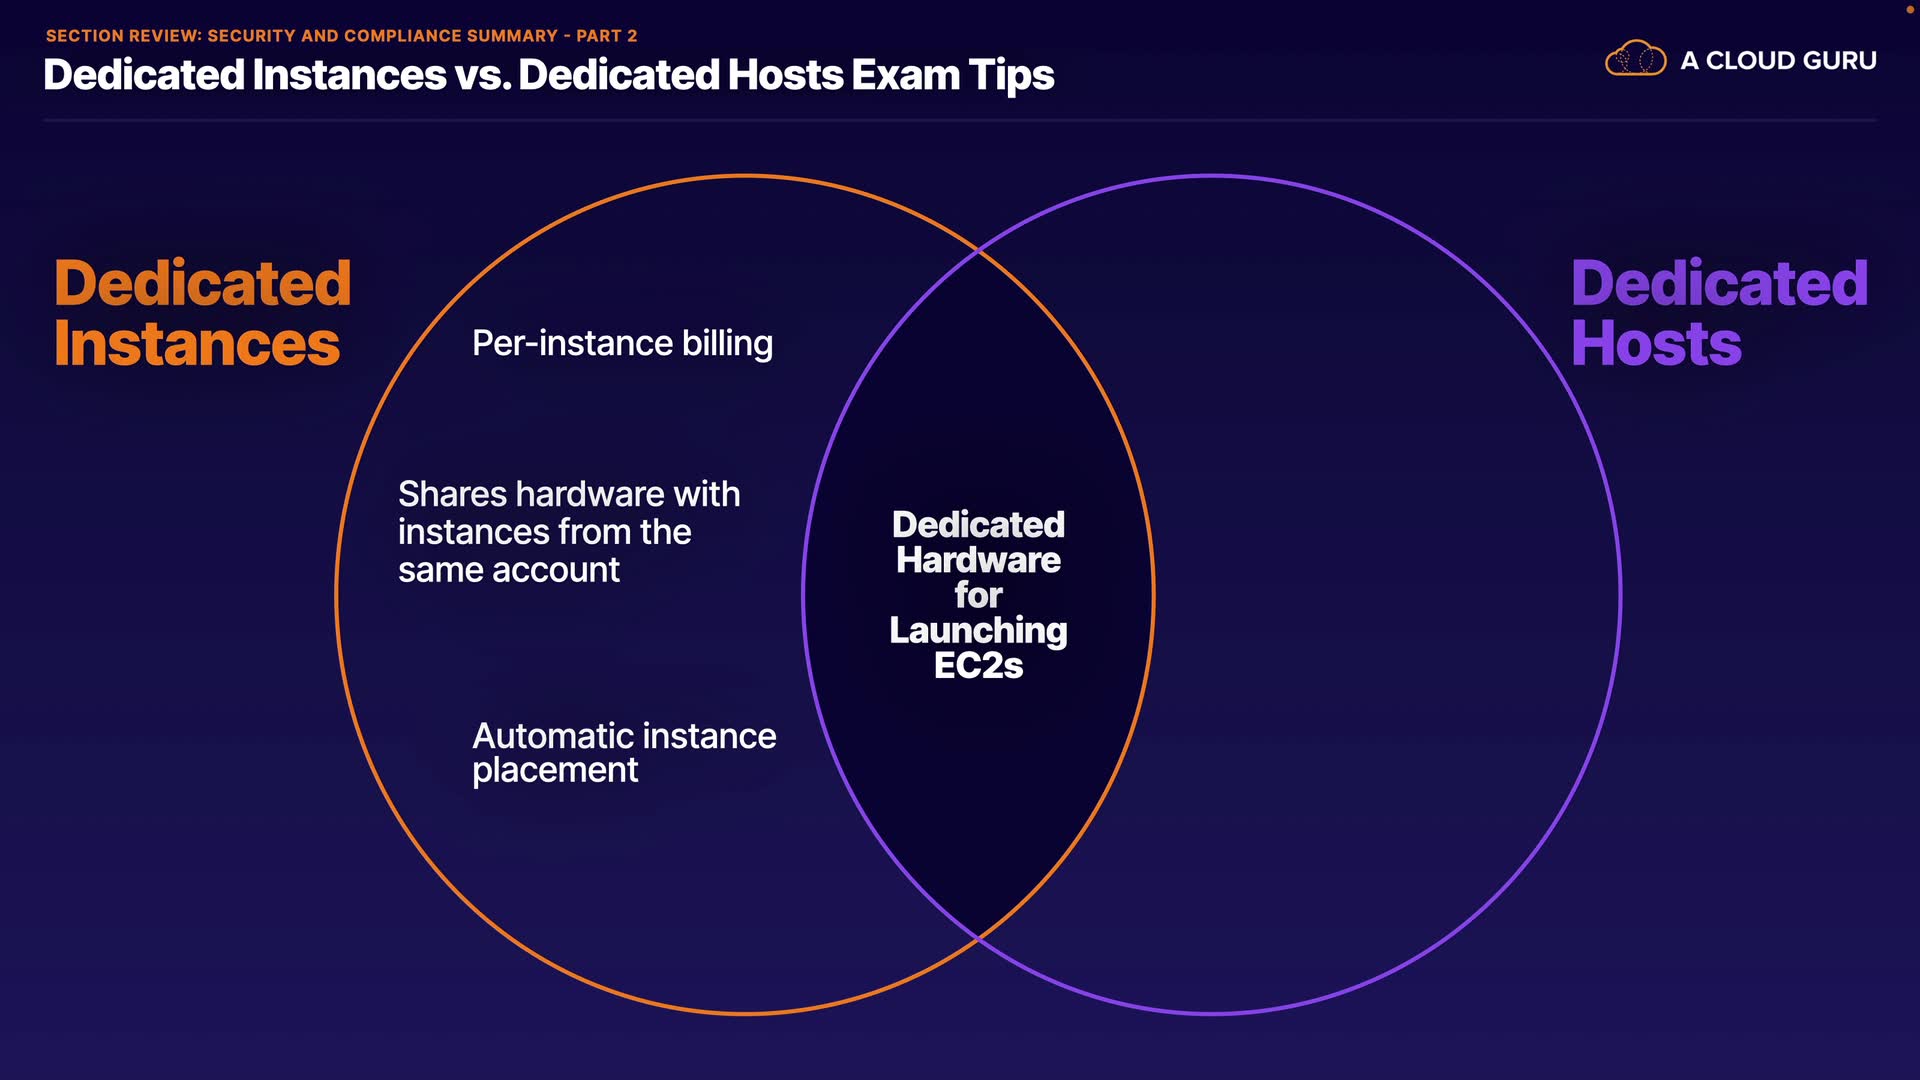 SECTION REVIEW: SECURITY AND COMPLIANCE SUMMARY - PART 2
Dedicated Instances vs. Dedicated Hosts Exam Tips
A CLOUD GURU
Dedicated
Instances
Per-instance billing
Shares hardware with
instances from the
same account
Automatic instance
placement
Dedicated
Hardware
for
Launching
EC2s
Dedicated
Hosts